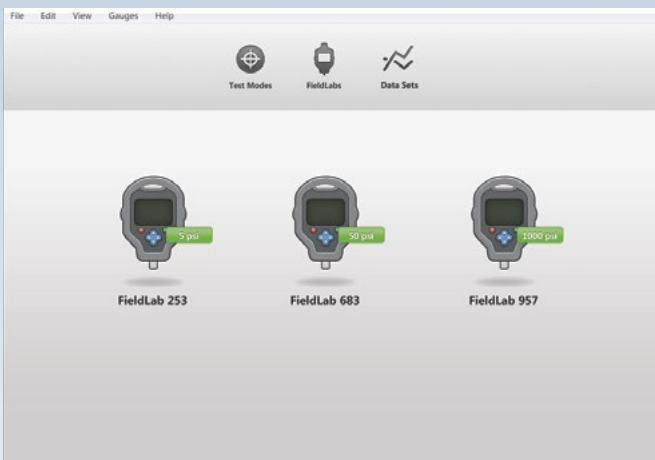 File Edit View Gauges Help
Test Modes FieldLabs Data Sets
5 psi 50 psi 1000 psi
FieldLab 253 FieldLab 683 FieldLab 957